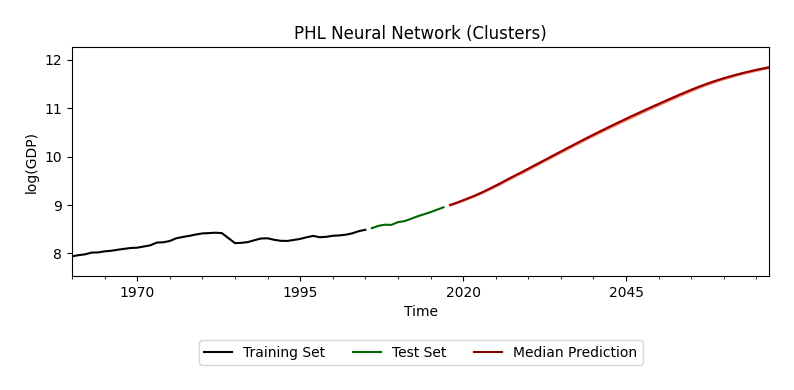 PHL Neural Network (Clusters)
12
11
10
9
8
log(GDP)
1970 1995 2020 2045
Time
Training Set Test Set Median Prediction